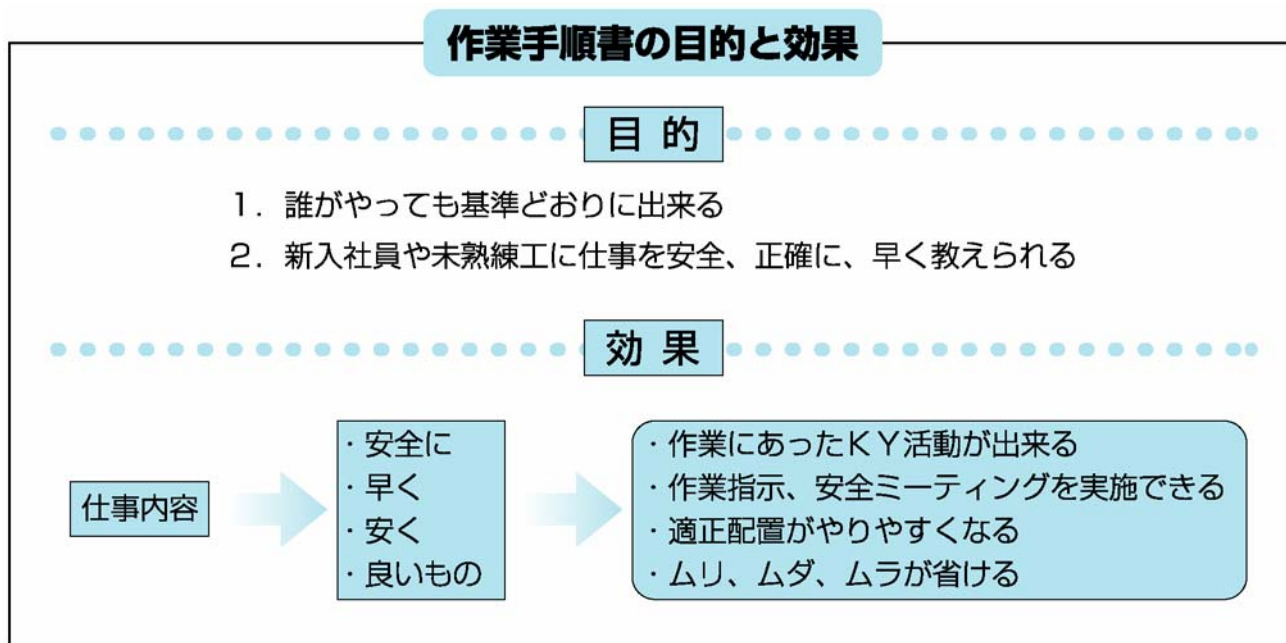 作業手順書の目的と効果
目的
１．誰がやっても基準どおりに出来る
２．新入社員や未熟練工に仕事を安全、正確に、早く教えられる
効果
仕事内容
・安全に
・早く
・安く
・良いもの
・作業にあったＫＹ活動が出来る
・作業指示、安全ミーティングを実施できる
・適正配置がやりやすくなる
・ムリ、ムダ、ムラが省ける